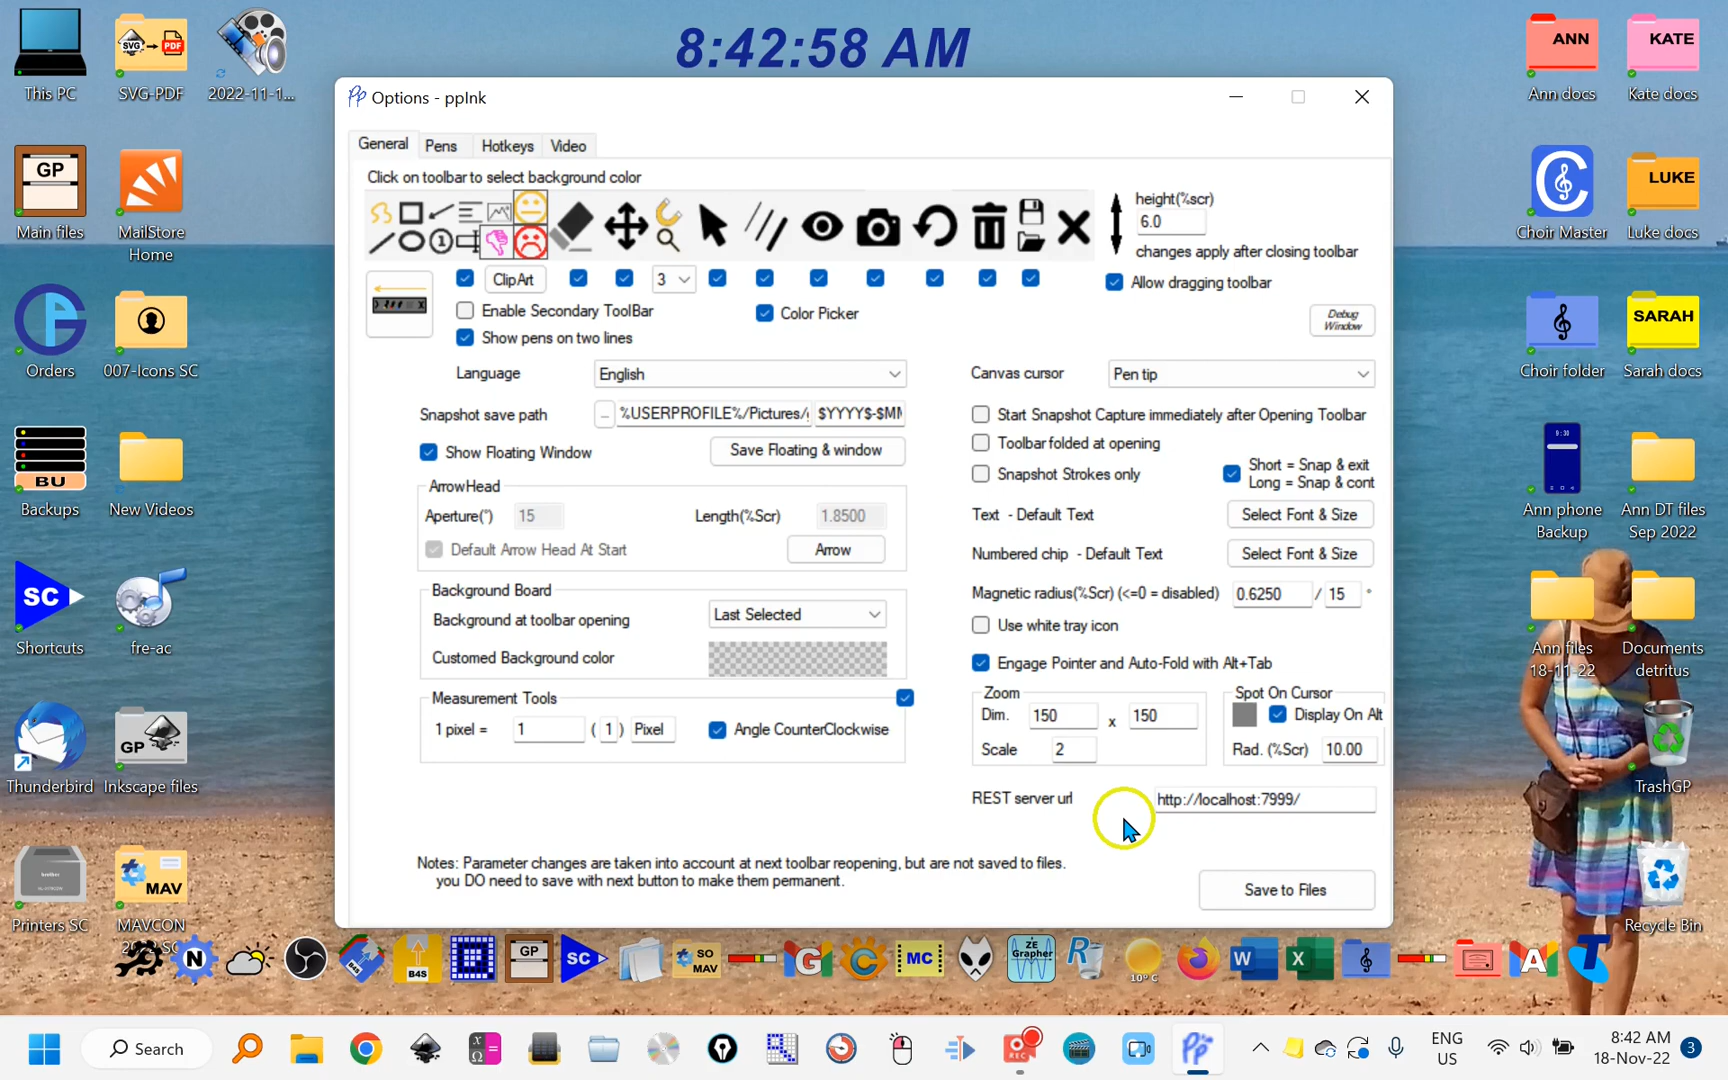 8:42:58 AM
This PC
SVG
PDF
SVG-PDF
2022-11-1...
GP
Main files
MailStore
Home
Orders
007-Icons SC
BU
Backups
New Videos
SC
Shortcuts
fre-ac
Thunderbird
GP
Inkscape files
Printers SC
MAV
MAVCON
Options - ppInk
General
Pens
Hotkeys
Video
Click on toolbar to select background color
height(%scr)
6.0
changes apply after closing toolbar
ClipArt
3
Allow dragging toolbar
Enable Secondary ToolBar
Color Picker
Debug
Window
Show pens on two lines
Language
English
Canvas cursor
Pen tip
Snapshot save path
...
%USERPROFILE%/Pictures/
$YYYY$-$MM
Start Snapshot Capture immediately after Opening Toolbar
Show Floating Window
Save Floating & window
Toolbar folded at opening
Snapshot Strokes only
Short = Snap & exit
Long = Snap & cont
ArrowHead
Aperture(°)
15
Length(%Scr)
1.8500
Text - Default Text
Select Font & Size
Default Arrow Head At Start
Arrow
Numbered chip - Default Text
Select Font & Size
Background Board
Magnetic radius(%Scr) (<=0 = disabled)
0.6250
/
15
°
Background at toolbar opening
Last Selected
Use white tray icon
Customed Background color
Engage Pointer and Auto-Fold with Alt+Tab
Measurement Tools
Zoom
Dim.
150
x
150
Spot On Cursor
Display On Alt
1 pixel =
1
( 1 )
Pixel
Angle CounterClockwise
Scale
2
Rad. (%Scr)
10.00
REST server url
http://localhost:7999/
Notes: Parameter changes are taken into account at next toolbar reopening, but are not saved to files.
you DO need to save with next button to make them permanent.
Save to Files
ANN
Ann docs
KATE
Kate docs
Choir Master
LUKE
Luke docs
Choir folder
SARAH
Sarah docs
9:30
Ann phone
Backup
Ann DT files
Sep 2022
Ann files
18-11-22
Documents
detritus
TrashGP
Recycle Bin
N
B4S
B4S
GP
SC
SO
MAV
G
C
MC
ZE
Grapher
R
10°C
W
X
A
T
Search
REC
ENG
US
8:42 AM
18-Nov-22
3